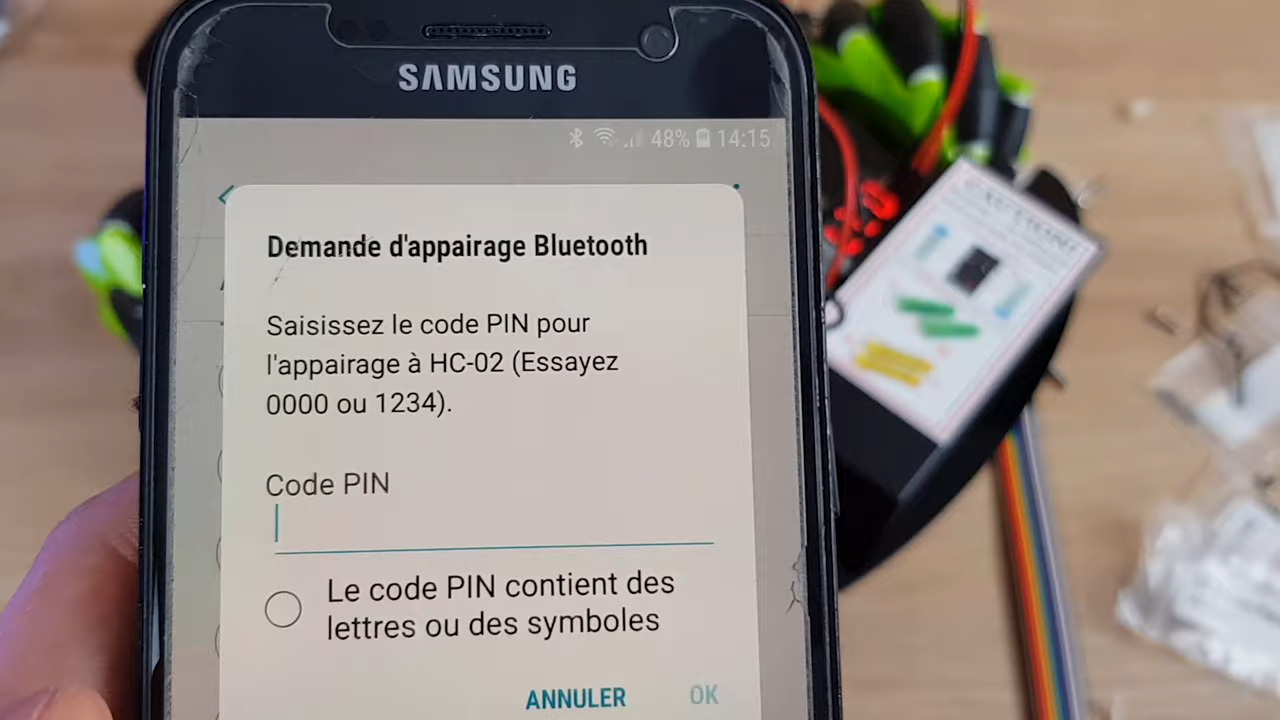 SAMSUNG
48% 14:15
Demande d'appairage Bluetooth
Saisissez le code PIN pour
l'appairage à HC-02 (Essayez
0000 ou 1234).
Code PIN
Le code PIN contient des
lettres ou des symboles
ANNULER OK